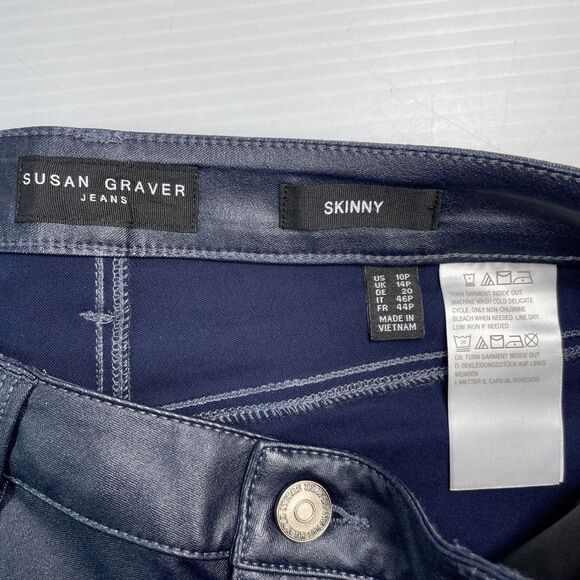 SUSAN GRAVER
JEANS
SKINNY
US 10P
UK 14P
DE 20
IT 46P
FR 44P
MADE IN
VIETNAM
TURN GARMENT INSIDE OUT.
MACHINE WASH COLD DELICATE
CYCLE, ONLY NON-CHLORINE
BLEACH WHEN NEEDED. LINE DRY.
LOW IRON IF NEEDED.
GB: TURN GARMENT INSIDE OUT.
D: BEKLEIDUNGSSTÜCK AUF LINKS
WENDEN
I: METTER IL CAPO AL ROVESCIO